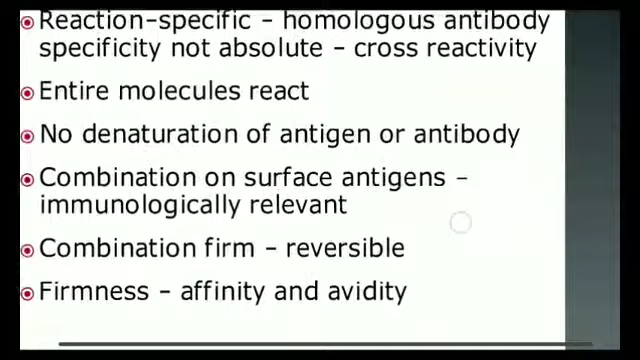 Reaction-specific - homologous antibody
specificity not absolute - cross reactivity
Entire molecules react
No denaturation of antigen or antibody
Combination on surface antigens -
immunologically relevant
Combination firm - reversible
Firmness - affinity and avidity